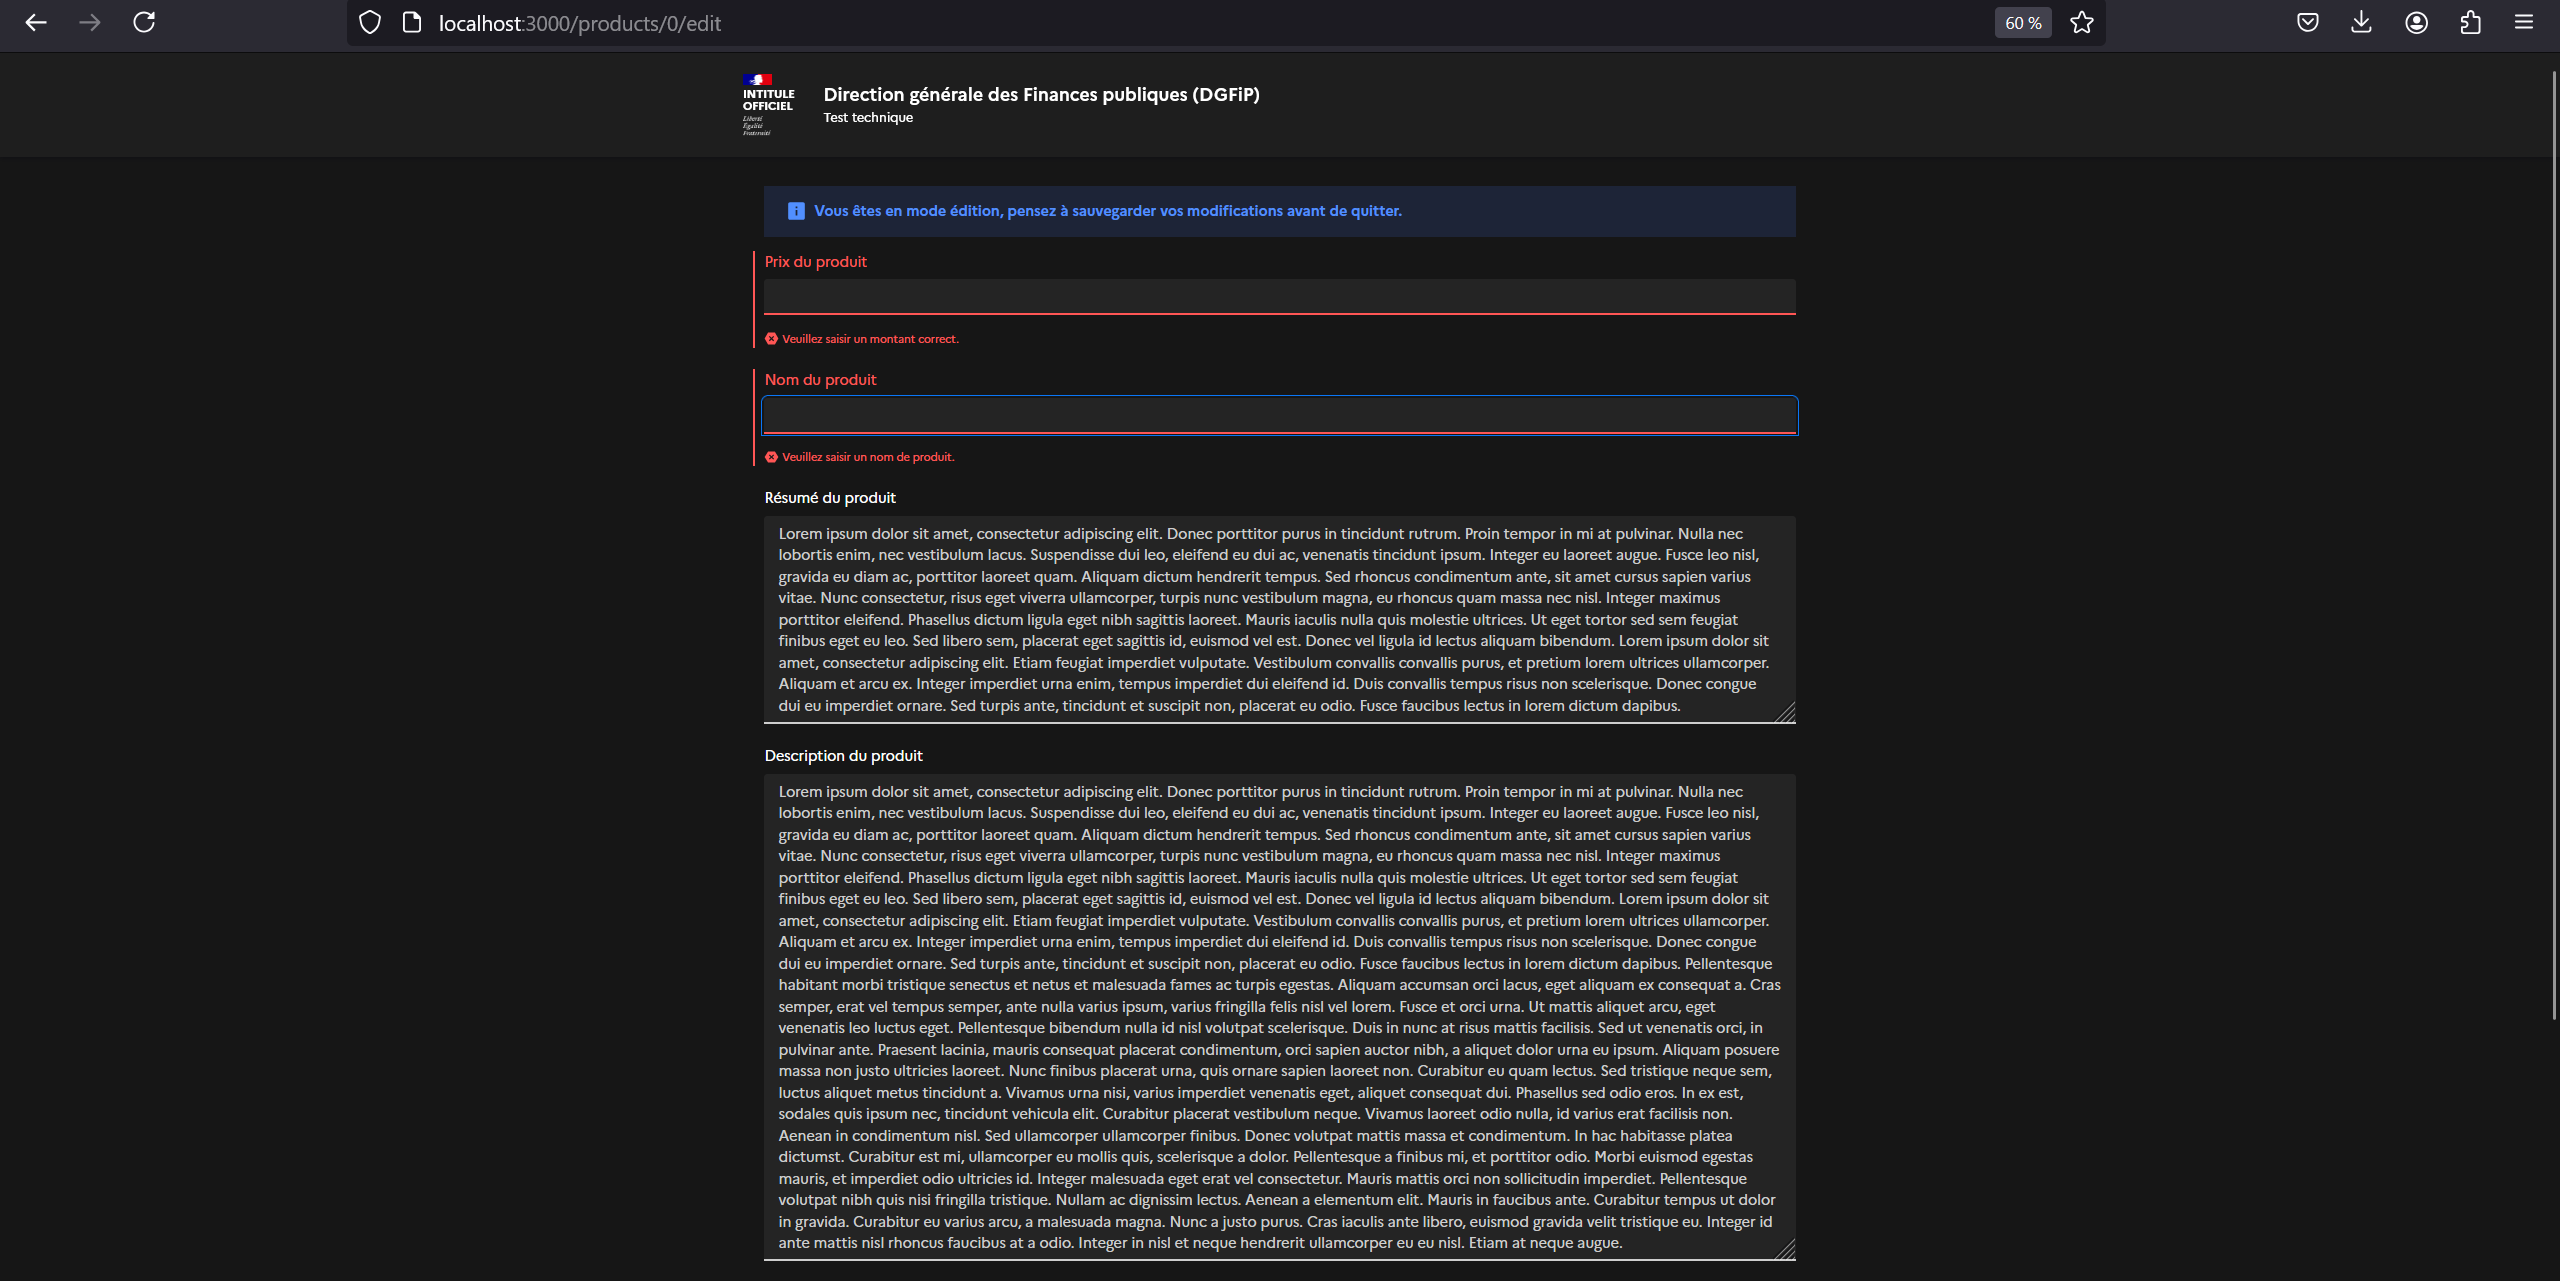 localhost:3000/products/0/edit
60 %
INTITULE
OFFICIEL
Liberté
Égalité
Fraternité
Direction générale des Finances publiques (DGFiP)
Test technique
Vous êtes en mode édition, pensez à sauvegarder vos modifications avant de quitter.
Prix du produit
Veuillez saisir un montant correct.
Nom du produit
Veuillez saisir un nom de produit.
Résumé du produit
Lorem ipsum dolor sit amet, consectetur adipiscing elit. Donec porttitor purus in tincidunt rutrum. Proin tempor in mi at pulvinar. Nulla nec
lobortis enim, nec vestibulum lacus. Suspendisse dui leo, eleifend eu dui ac, venenatis tincidunt ipsum. Integer eu laoreet augue. Fusce leo nisl,
gravida eu diam ac, porttitor laoreet quam. Aliquam dictum hendrerit tempus. Sed rhoncus condimentum ante, sit amet cursus sapien varius
vitae. Nunc consectetur, risus eget viverra ullamcorper, turpis nunc vestibulum magna, eu rhoncus quam massa nec nisl. Integer maximus
porttitor eleifend. Phasellus dictum ligula eget nibh sagittis laoreet. Mauris iaculis nulla quis molestie ultrices. Ut eget tortor sed sem feugiat
finibus eget eu leo. Sed libero sem, placerat eget sagittis id, euismod vel est. Donec vel ligula id lectus aliquam bibendum. Lorem ipsum dolor sit
amet, consectetur adipiscing elit. Etiam feugiat imperdiet vulputate. Vestibulum convallis convallis purus, et pretium lorem ultrices ullamcorper.
Aliquam et arcu ex. Integer imperdiet urna enim, tempus imperdiet dui eleifend id. Duis convallis tempus risus non scelerisque. Donec congue
dui eu imperdiet ornare. Sed turpis ante, tincidunt et suscipit non, placerat eu odio. Fusce faucibus lectus in lorem dictum dapibus.
Description du produit
Lorem ipsum dolor sit amet, consectetur adipiscing elit. Donec porttitor purus in tincidunt rutrum. Proin tempor in mi at pulvinar. Nulla nec
lobortis enim, nec vestibulum lacus. Suspendisse dui leo, eleifend eu dui ac, venenatis tincidunt ipsum. Integer eu laoreet augue. Fusce leo nisl,
gravida eu diam ac, porttitor laoreet quam. Aliquam dictum hendrerit tempus. Sed rhoncus condimentum ante, sit amet cursus sapien varius
vitae. Nunc consectetur, risus eget viverra ullamcorper, turpis nunc vestibulum magna, eu rhoncus quam massa nec nisl. Integer maximus
porttitor eleifend. Phasellus dictum ligula eget nibh sagittis laoreet. Mauris iaculis nulla quis molestie ultrices. Ut eget tortor sed sem feugiat
finibus eget eu leo. Sed libero sem, placerat eget sagittis id, euismod vel est. Donec vel ligula id lectus aliquam bibendum. Lorem ipsum dolor sit
amet, consectetur adipiscing elit. Etiam feugiat imperdiet vulputate. Vestibulum convallis convallis purus, et pretium lorem ultrices ullamcorper.
Aliquam et arcu ex. Integer imperdiet urna enim, tempus imperdiet dui eleifend id. Duis convallis tempus risus non scelerisque. Donec congue
dui eu imperdiet ornare. Sed turpis ante, tincidunt et suscipit non, placerat eu odio. Fusce faucibus lectus in lorem dictum dapibus. Pellentesque
habitant morbi tristique senectus et netus et malesuada fames ac turpis egestas. Aliquam accumsan orci lacus, eget aliquam ex consequat a. Cras
semper, erat vel tempus semper, ante nulla varius ipsum, varius fringilla felis nisl vel lorem. Fusce et orci urna. Ut mattis aliquet arcu, eget
venenatis leo luctus eget. Pellentesque bibendum nulla id nisl volutpat scelerisque. Duis in nunc at risus mattis facilisis. Sed ut venenatis orci, in
pulvinar ante. Praesent lacinia, mauris consequat placerat condimentum, orci sapien auctor nibh, a aliquet dolor urna eu ipsum. Aliquam posuere
massa non justo ultricies laoreet. Nunc finibus placerat urna, quis ornare sapien laoreet non. Curabitur eu quam lectus. Sed tristique neque sem,
luctus aliquet metus tincidunt a. Vivamus urna nisi, varius imperdiet venenatis eget, aliquet consequat dui. Phasellus sed odio eros. In ex est,
sodales quis ipsum nec, tincidunt vehicula elit. Curabitur placerat vestibulum neque. Vivamus laoreet odio nulla, id varius erat facilisis non.
Aenean in condimentum nisl. Sed ullamcorper ullamcorper finibus. Donec volutpat mattis massa et condimentum. In hac habitasse platea
dictumst. Curabitur est mi, ullamcorper eu mollis quis, scelerisque a dolor. Pellentesque a finibus mi, et porttitor odio. Morbi euismod egestas
mauris, et imperdiet odio ultricies id. Integer malesuada eget erat vel consectetur. Mauris mattis orci non sollicitudin imperdiet. Pellentesque
volutpat nibh quis nisi fringilla tristique. Nullam ac dignissim lectus. Aenean a elementum elit. Mauris in faucibus ante. Curabitur tempus ut dolor
in gravida. Curabitur eu varius arcu, a malesuada magna. Nunc a justo purus. Cras iaculis ante libero, euismod gravida velit tristique eu. Integer id
ante mattis nisl rhoncus faucibus at a odio. Integer in nisl et neque hendrerit ullamcorper eu eu nisl. Etiam at neque augue.